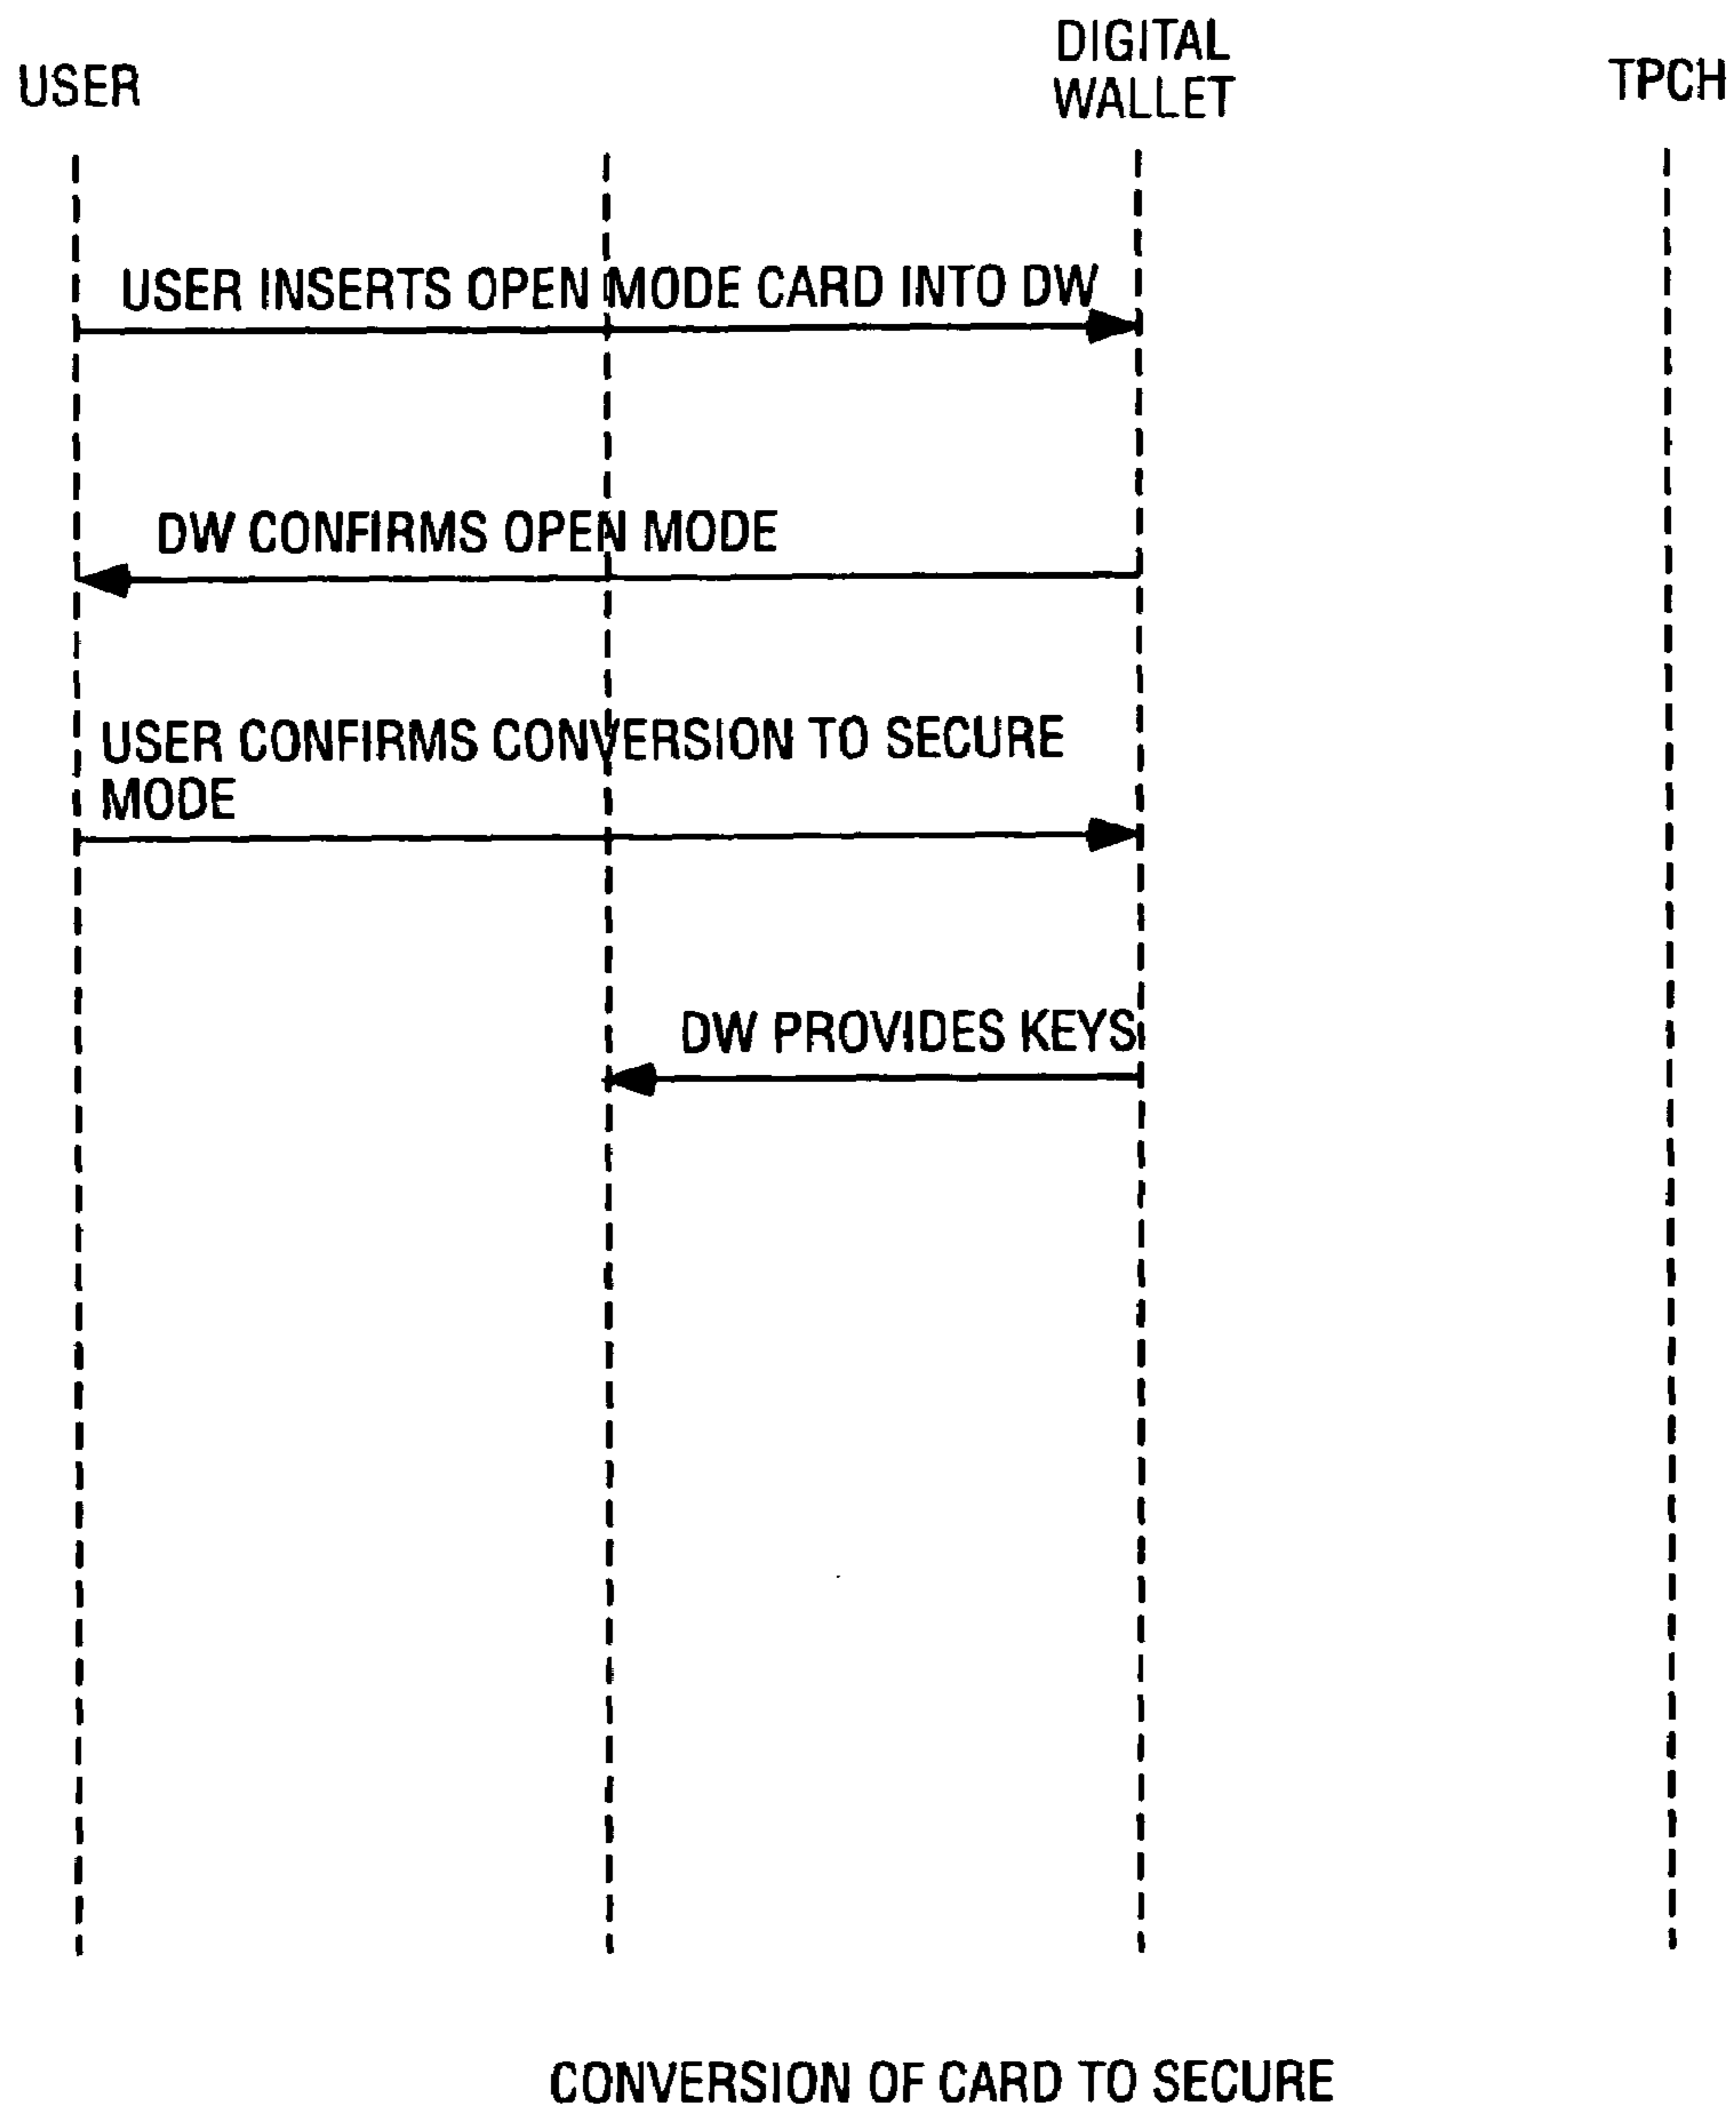 USER
DIGITAL
WALLET
TPCH
USER INSERTS OPEN MODE CARD INTO DW
DW CONFIRMS OPEN MODE
USER CONFIRMS CONVERSION TO SECURE
MODE
DW PROVIDES KEYS
CONVERSION OF CARD TO SECURE